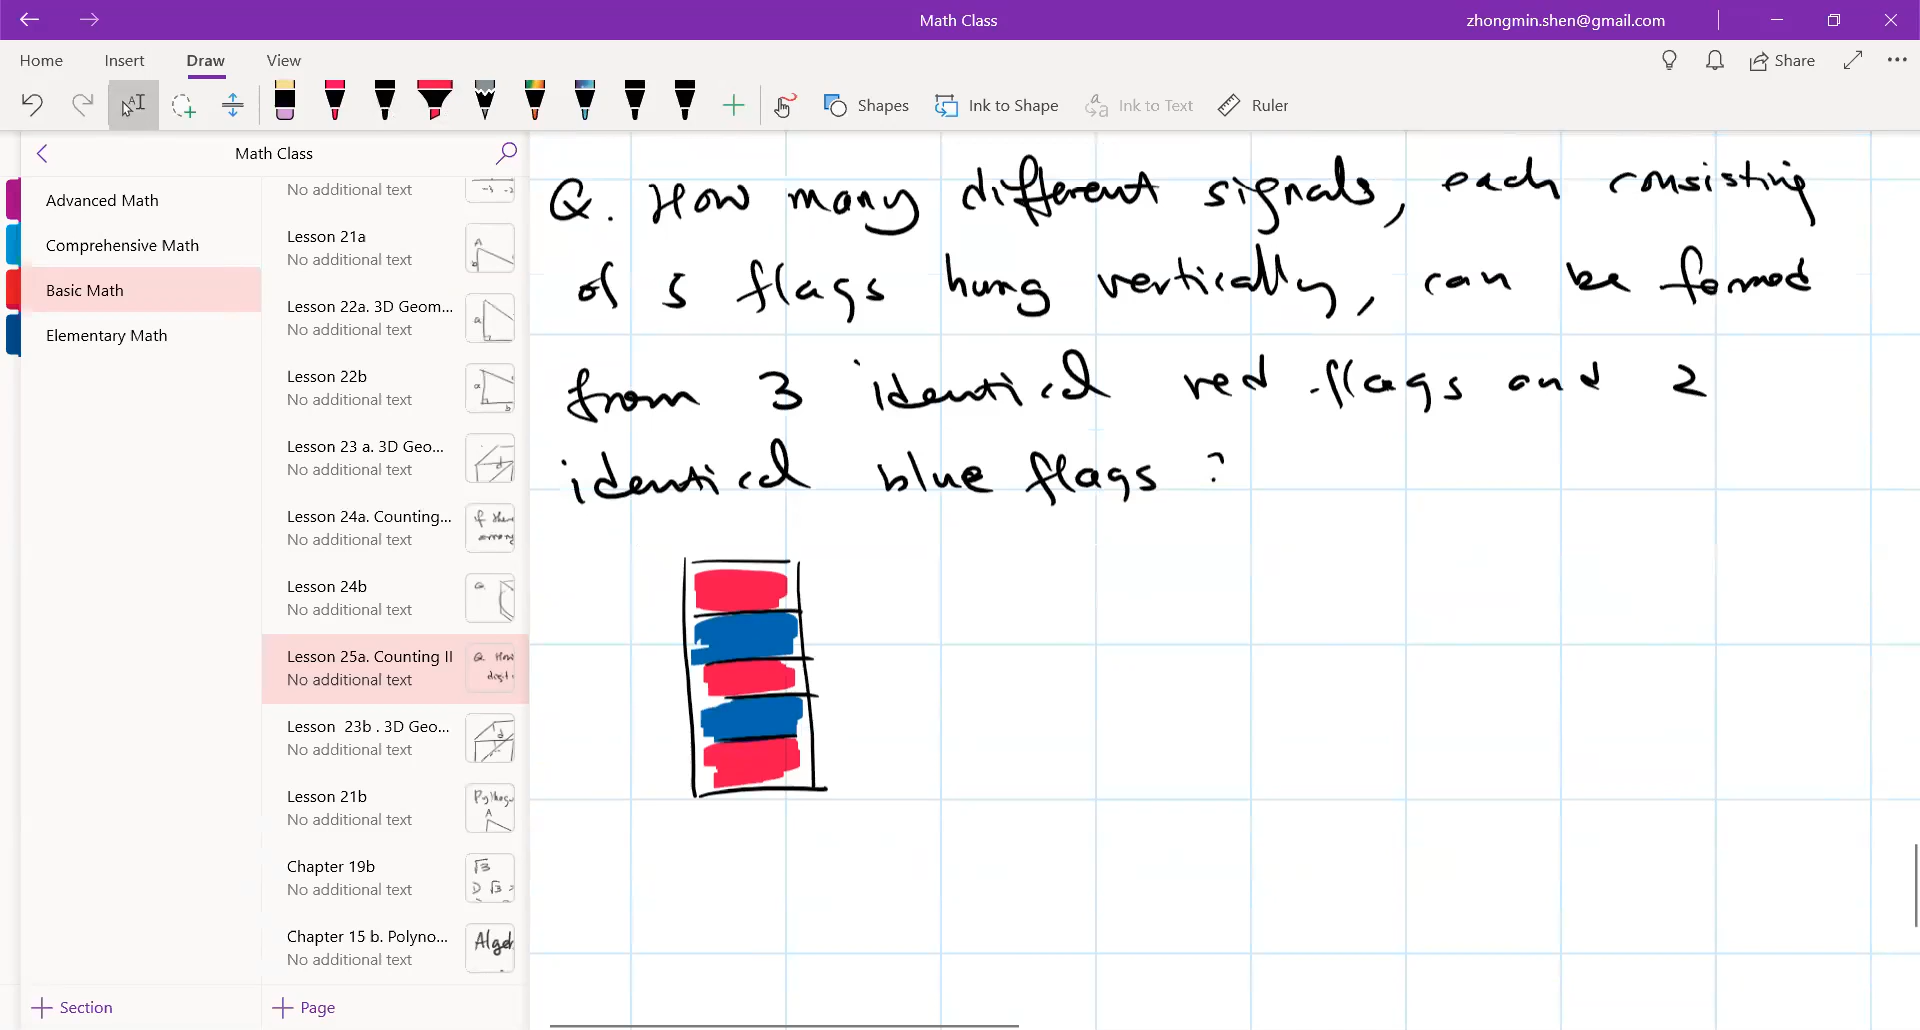 Math Class
zhongmin.shen@gmail.com
Home Insert Draw View
Share
Shapes Ink to Shape Ink to Text Ruler
Math Class
Advanced Math
Comprehensive Math
Basic Math
Elementary Math
No additional text
Lesson 21a
No additional text
Lesson 22a. 3D Geom...
No additional text
Lesson 22b
No additional text
Lesson 23 a. 3D Geo...
No additional text
Lesson 24a. Counting...
No additional text
Lesson 24b
No additional text
Lesson 25a. Counting II
No additional text
Lesson 23b . 3D Geo...
No additional text
Lesson 21b
No additional text
Chapter 19b
No additional text
Chapter 15 b. Polyno...
No additional text
Section
Page
Q. How many different signals, each consisting
of 5 flags hung vertically, can be formed
from 3 identical red flags and 2
identical blue flags ?